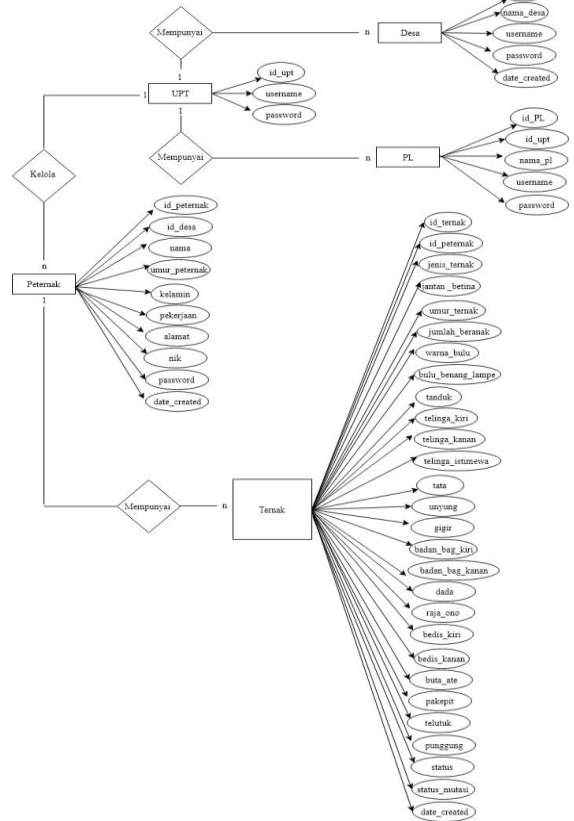 nama_desa
Mempunyai
n
Desa
username
password
date_created
1
id_upt
1
1
UPT
username
1
password
id_PL
id_upt
Mempunyai
n
PL
nama_pl
username
password
Kelola
id_peternak
id_desa
nama
n
umur_peternak
Peternak
kelamin
1
pekerjaan
alamat
nik
password
date_created
id_ternak
id_peternak
jenis_ternak
jantan _betina
umur_ternak
jumlah_beranak
warna_bulu
bulu_benang_lampe
tanduk
telinga_kiri
telinga_kanan
telinga_istimewa
Mempunyai
n
Ternak
tata
unyung
gigir
badan_bag_kiri
badan_bag_kanan
dada
raja_ono
bedis_kiri
bedis_kanan
buta_ate
pakepit
telutuk
punggung
status
status_mutasi
date_created